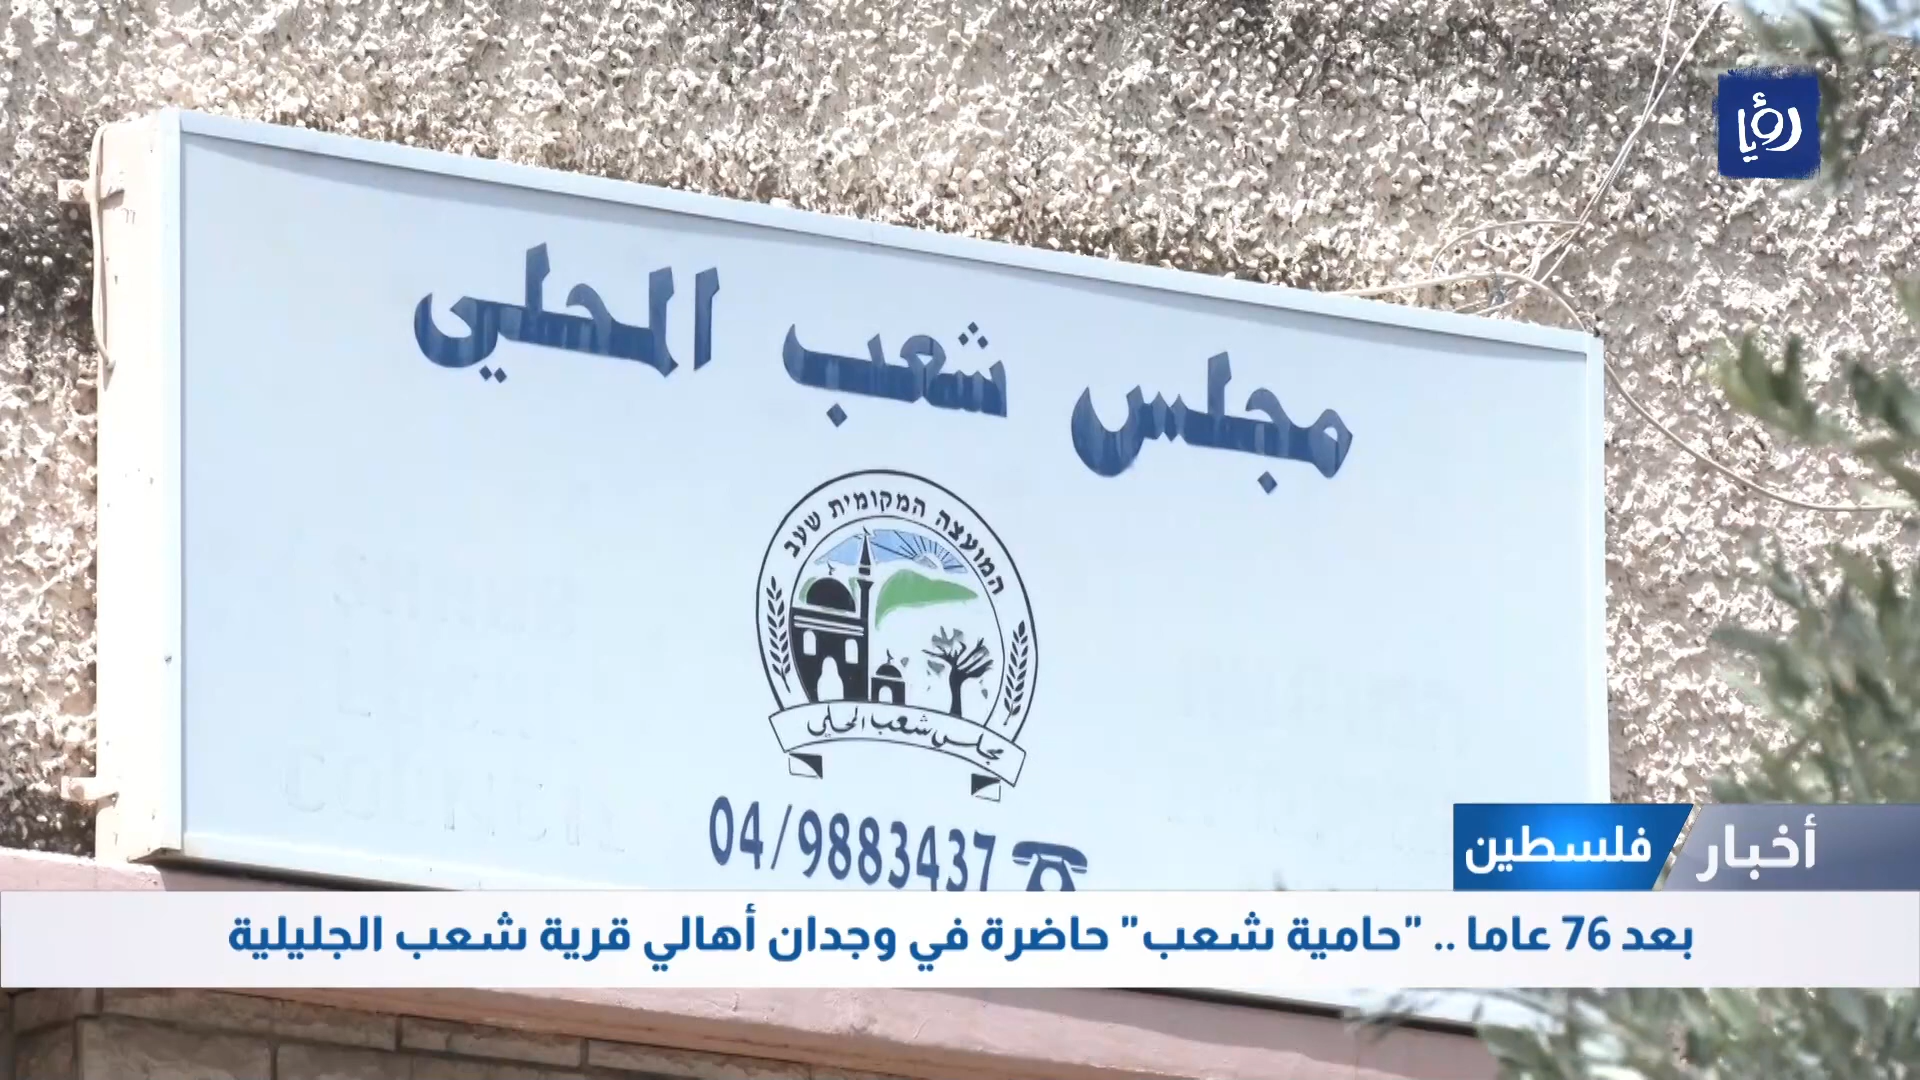 رؤيا
مجلس شعب المحلي
המועצה המקומית שעב
مجلس شعب المحلي
04/9883437
أخبار فلسطين
بعد 76 عاما .. "حامية شعب" حاضرة في وجدان أهالي قرية شعب الجليلية